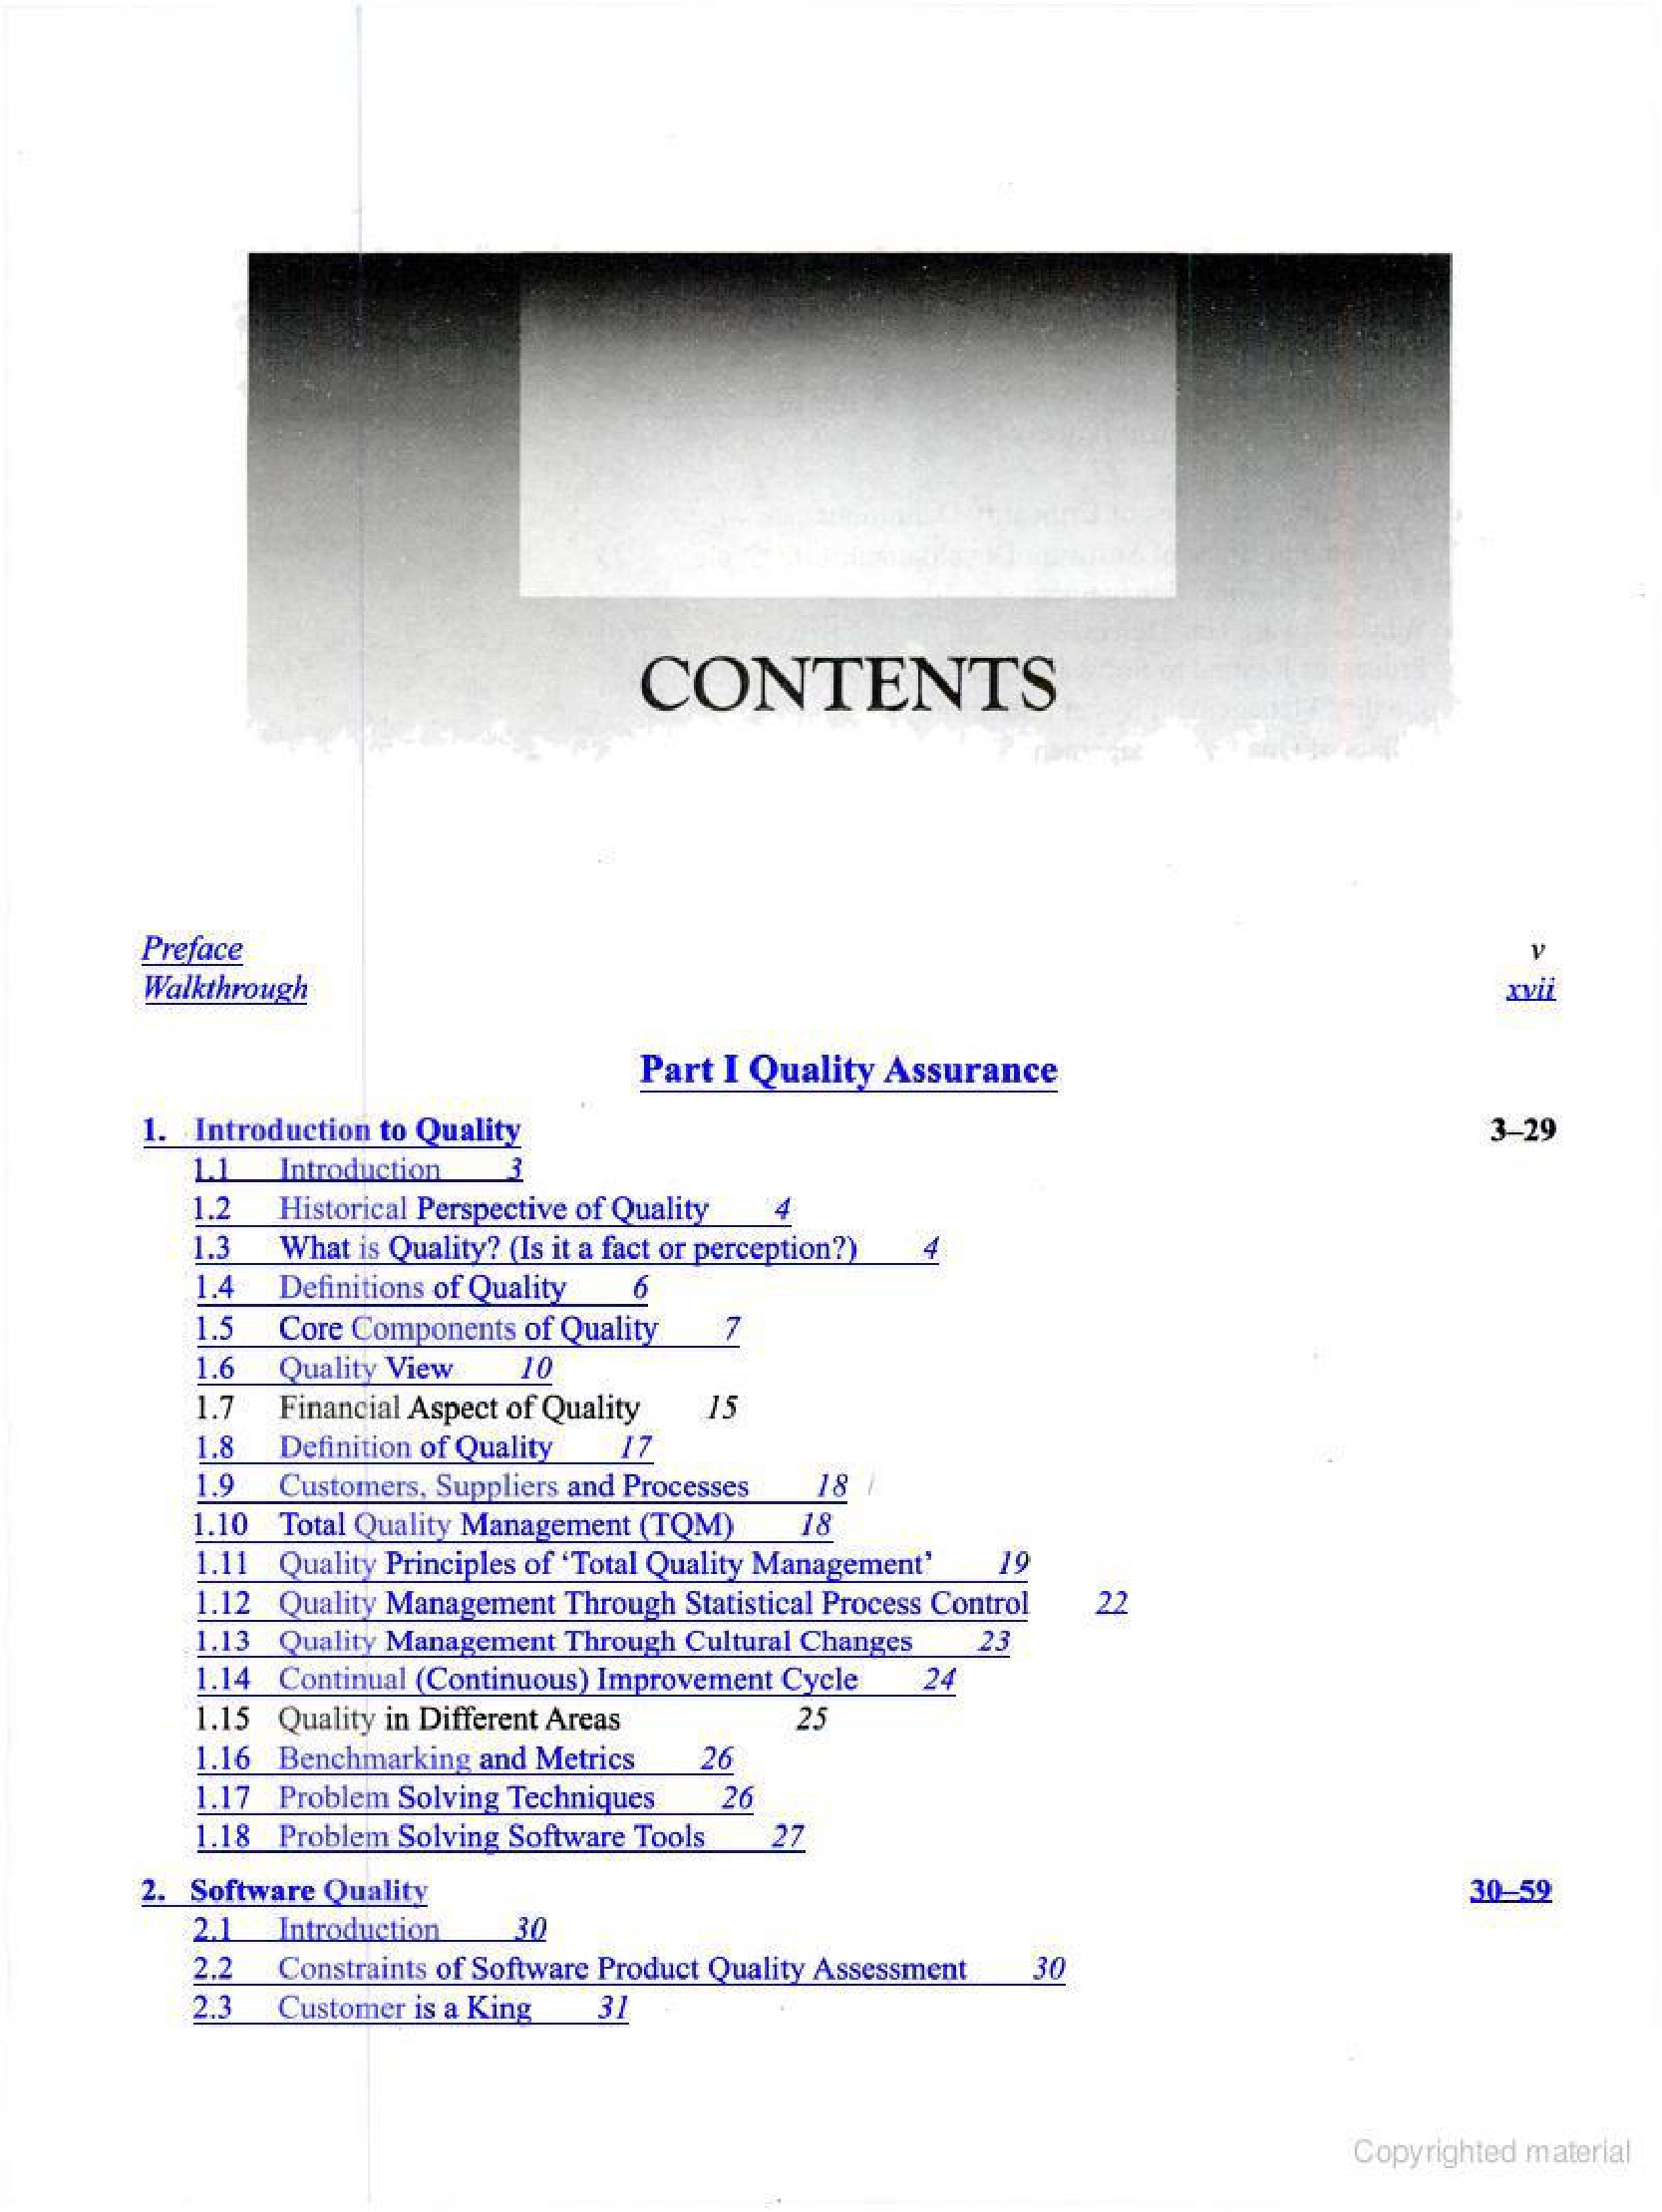 CONTENTS
Preface v
Walkthrough xvii
Part I Quality Assurance
1. Introduction to Quality 3–29
1.1 Introduction 3
1.2 Historical Perspective of Quality 4
1.3 What is Quality? (Is it a fact or perception?) 4
1.4 Definitions of Quality 6
1.5 Core Components of Quality 7
1.6 Quality View 10
1.7 Financial Aspect of Quality 15
1.8 Definition of Quality 17
1.9 Customers, Suppliers and Processes 18
1.10 Total Quality Management (TQM) 18
1.11 Quality Principles of ‘Total Quality Management’ 19
1.12 Quality Management Through Statistical Process Control 22
1.13 Quality Management Through Cultural Changes 23
1.14 Continual (Continuous) Improvement Cycle 24
1.15 Quality in Different Areas 25
1.16 Benchmarking and Metrics 26
1.17 Problem Solving Techniques 26
1.18 Problem Solving Software Tools 27
2. Software Quality 30–59
2.1 Introduction 30
2.2 Constraints of Software Product Quality Assessment 30
2.3 Customer is a King 31
Copyrighted material